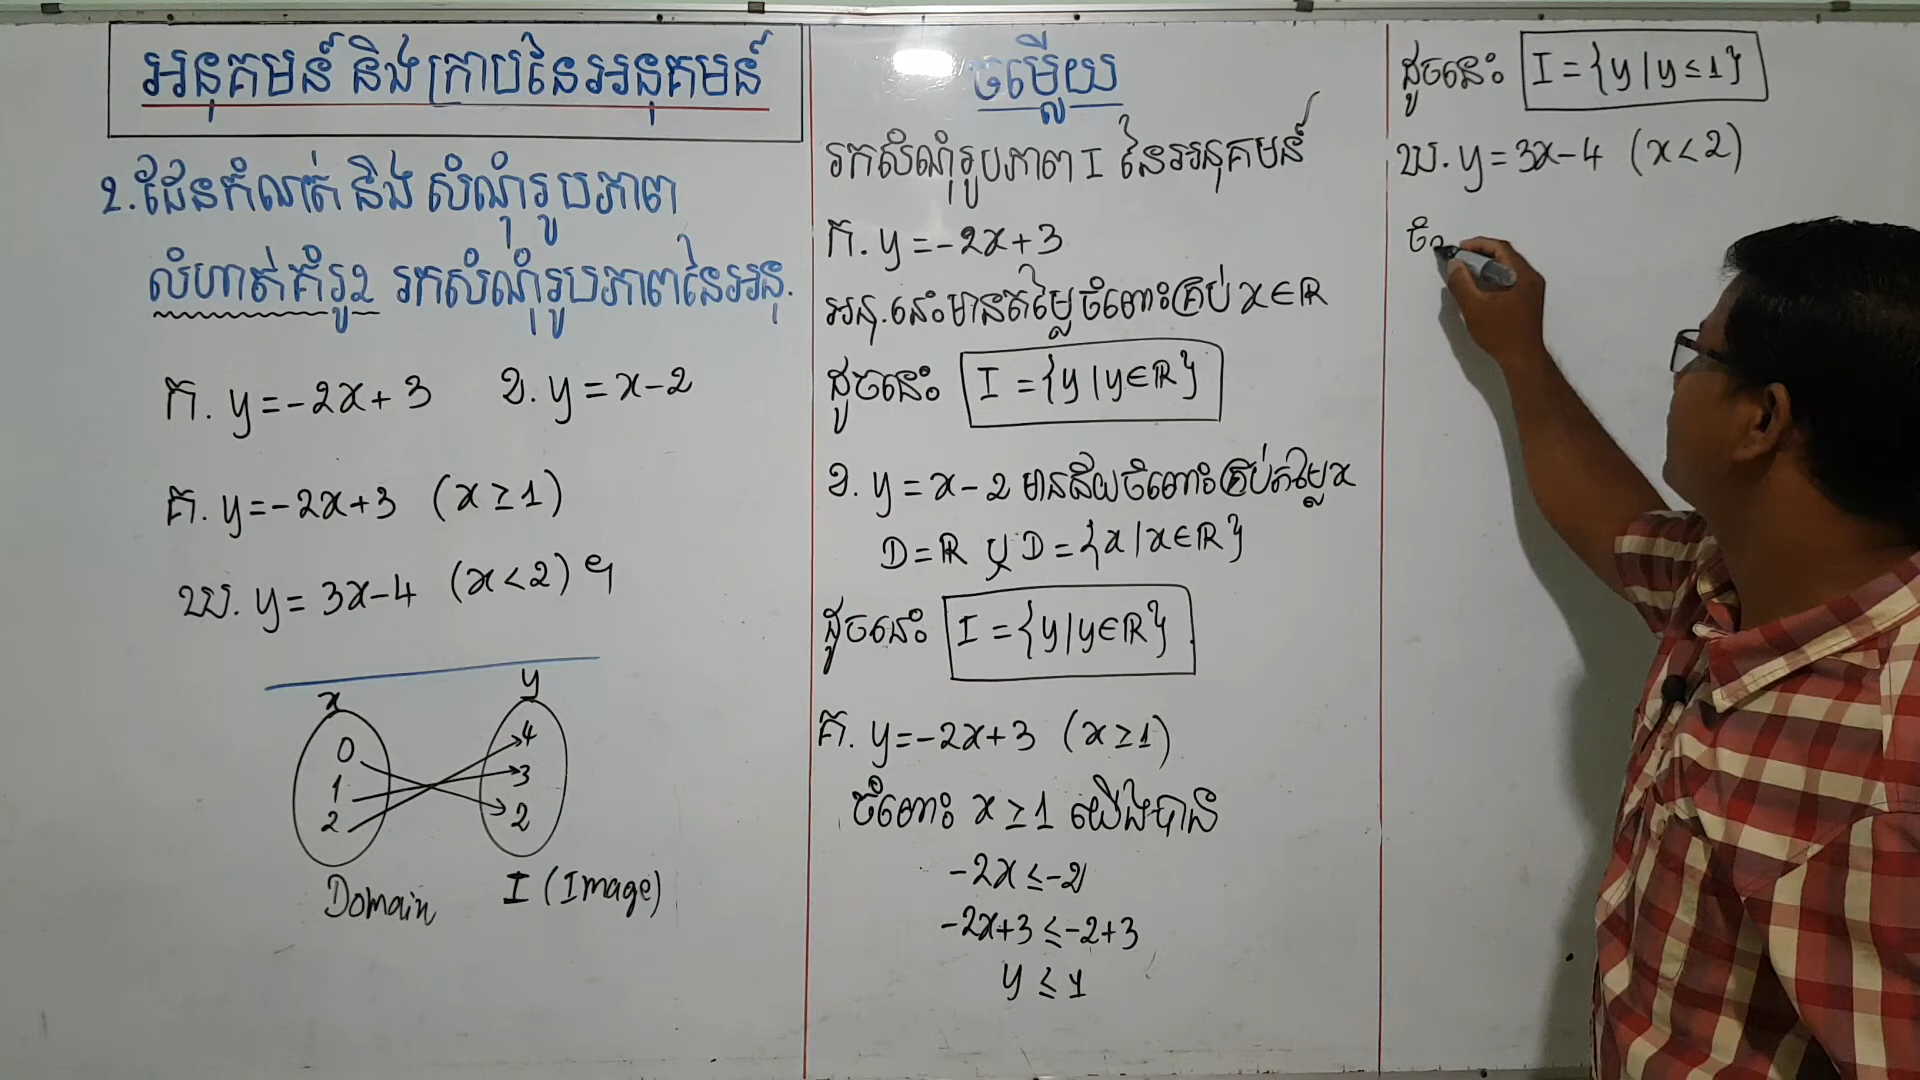 អនុគមន៍ និង ក្រាបនៃអនុគមន៍
2. ដែនកំណត់ និង សំណុំរូបភាព
លំហាត់គំរូ2 រកសំណុំរូបភាពនៃអនុ.
ក. y = -2x + 3 ខ. y = x - 2
គ. y = -2x + 3 (x ≥ 1)
ឃ. y = 3x - 4 (x < 2) ។
x y
0 4
1 3
2 2
Domain I (Image)
ចម្លើយ
រកសំណុំរូបភាព I នៃអនុគមន៍
ក. y = -2x + 3
អនុ. នេះមានតម្លៃចំពោះគ្រប់ x ∈ ℝ
ដូចនេះ I = {y | y ∈ ℝ}
ខ. y = x - 2 មានន័យចំពោះគ្រប់តម្លៃ x
D = ℝ ឬ D = {x | x ∈ ℝ}
ដូចនេះ I = {y | y ∈ ℝ}
គ. y = -2x + 3 (x ≥ 1)
ចំពោះ x ≥ 1 យើងបាន
-2x ≤ -2
-2x + 3 ≤ -2 + 3
y ≤ 1
ដូចនេះ I = {y | y ≤ 1}
ឃ. y = 3x - 4 (x < 2)